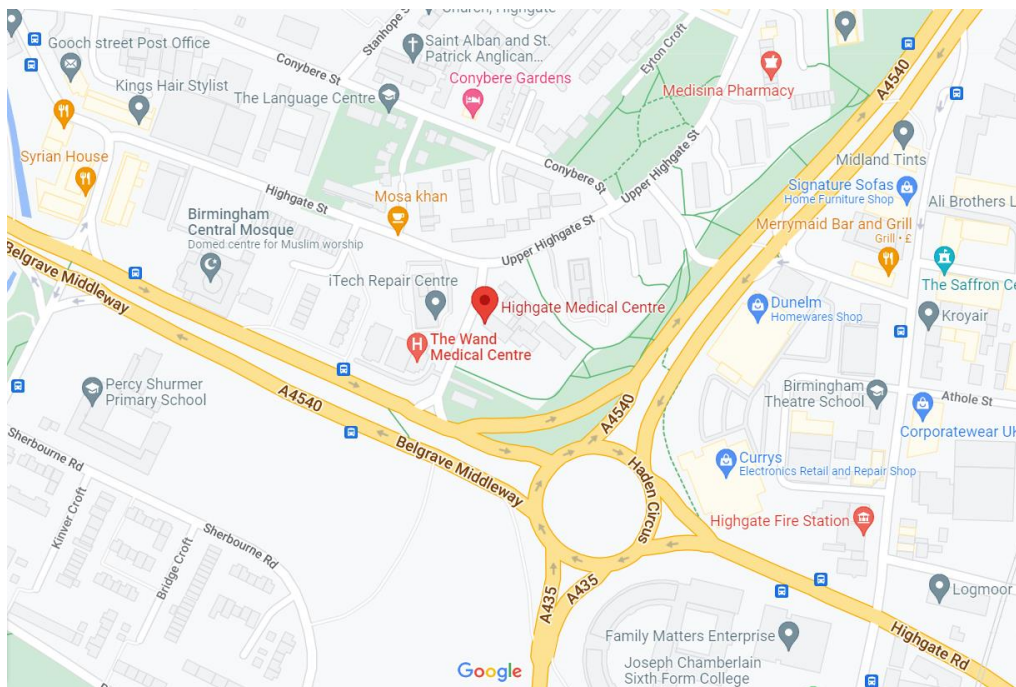 Church, Highgate
Stanhope St
Gooch street Post Office
Saint Alban and St.
Patrick Anglican...
Eyton Croft
A4540
Conybere St
Kings Hair Stylist
Conybere Gardens
The Language Centre
Medisina Pharmacy
Syrian House
Midland Tints
Conybere St
Highgate St
Mosa khan
Upper Highgate St
Signature Sofas
Home Furniture Shop
Ali Brothers L
Birmingham
Central Mosque
Domed centre for Muslim worship
Upper Highgate St
Merrymaid Bar and Grill
Grill • £
Belgrave Middleway
iTech Repair Centre
The Saffron Ce
Highgate Medical Centre
Dunelm
Homewares Shop
Kroyair
The Wand
Medical Centre
Percy Shurmer
Primary School
Birmingham
Theatre School
Athole St
A4540
A4540
Corporatewear UK
Belgrave Middleway
Sherbourne Rd
Currys
Electronics Retail and Repair Shop
Haden Circus
Kinver Croft
Sherbourne Rd
Highgate Fire Station
Bridge Croft
A435
A435
Logmoor
Family Matters Enterprise
Highgate Rd
Joseph Chamberlain
Sixth Form College
Google